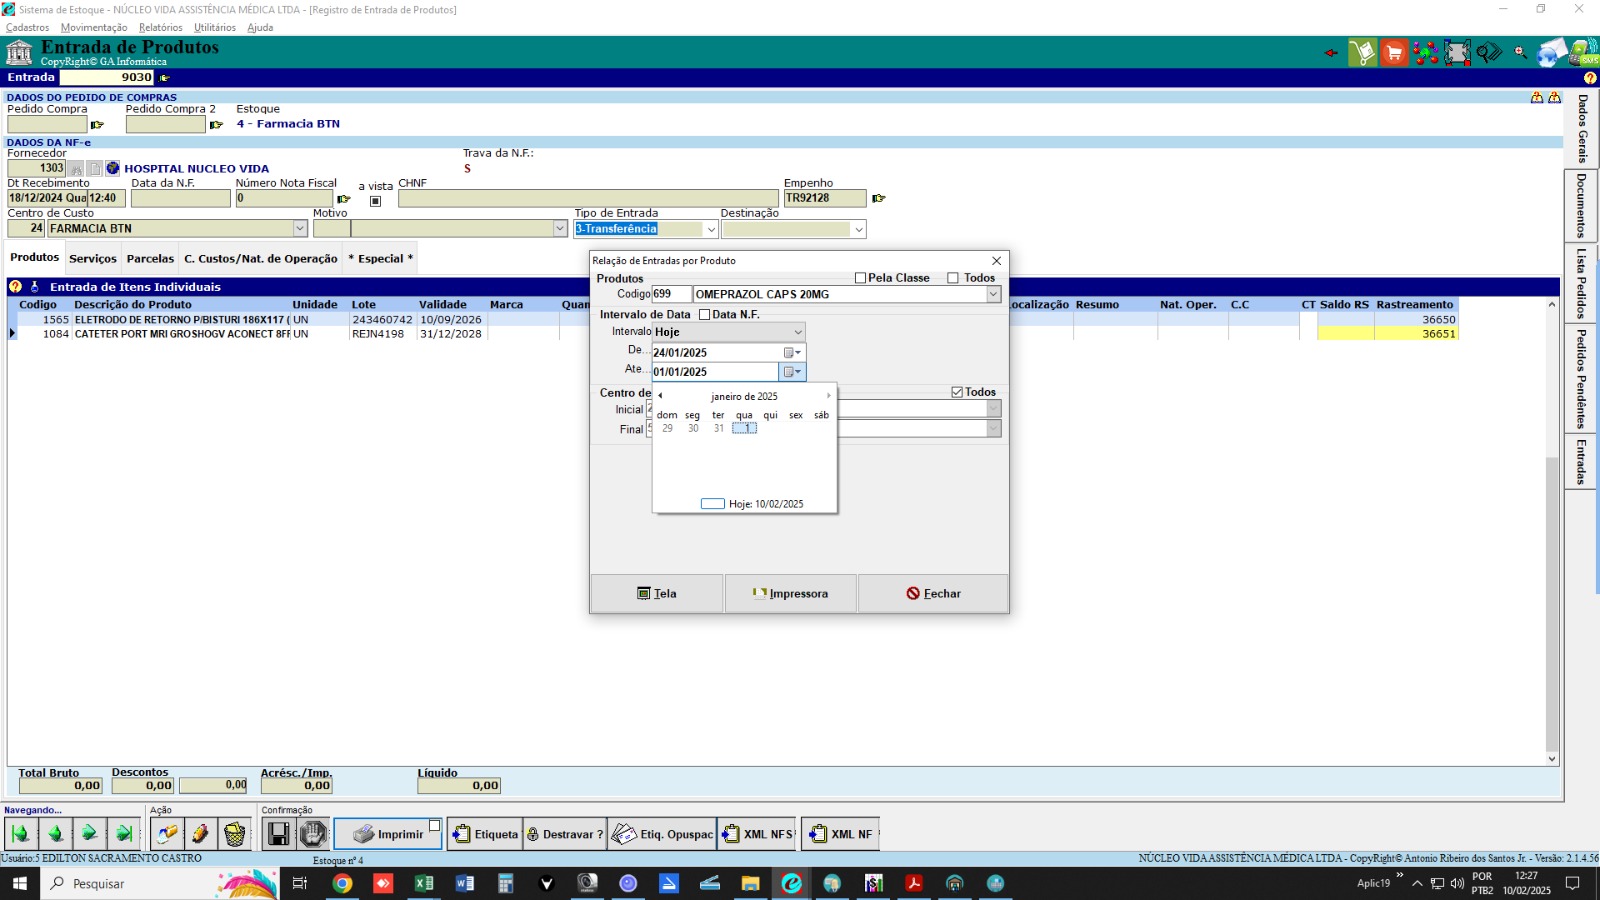 Sistema de Estoque - NÚCLEO VIDA ASSISTÊNCIA MÉDICA LTDA - [Registro de Entrada de Produtos]
Cadastros Movimentação Relatórios Utilitários Ajuda
Entrada de Produtos
CopyRight© GA Informática
SMS
Entrada 9030
DADOS DO PEDIDO DE COMPRAS
Pedido Compra Pedido Compra 2 Estoque
4 - Farmacia BTN
DADOS DA NF-e
Fornecedor Trava da N.F.:
1303 HOSPITAL NUCLEO VIDA S
Dt Recebimento Data da N.F. Número Nota Fiscal a vista CHNF Empenho
18/12/2024 Qua 12:40 0 TR92128
Centro de Custo Motivo Tipo de Entrada Destinação
24 FARMACIA BTN 3-Transferência
Produtos Serviços Parcelas C. Custos/Nat. de Operação * Especial *
Entrada de Itens Individuais
Codigo Descrição do Produto Unidade Lote Validade Marca Quan
ocalização Resumo Nat. Oper. C.C CT Saldo RS Rastreamento
1565 ELETRODO DE RETORNO P/BISTURI 186X117 ( UN 243460742 10/09/2026 36650
1084 CATETER PORT MRI GROSHOGV ACONECT 8FF UN REJN4198 31/12/2028 36651
Relação de Entradas por Produto
Produtos Pela Classe Todos
Codigo 699 OMEPRAZOL CAPS 20MG
Intervalo de Data Data N.F.
Intervalo Hoje
De... 24/01/2025
Ate... 01/01/2025
Centro de Todos
Inicial
Final
janeiro de 2025
dom seg ter qua qui sex sáb
29 30 31 1
Hoje: 10/02/2025
Tela Impressora Fechar
Dados Gerais
Documentos
Lista Pedidos
Pedidos Pendêntes
Entradas
Total Bruto Descontos Acrésc./Imp. Líquido
0,00 0,00 0,00 0,00 0,00
Navegando... Ação Confirmação
Imprimir Etiqueta Destravar ? Etiq. Opuspac XML NFS XML NF
Usuário:5 EDILTON SACRAMENTO CASTRO Estoque nº 4 NÚCLEO VIDA ASSISTÊNCIA MÉDICA LTDA - CopyRight© Antonio Ribeiro dos Santos Jr. - Versão: 2.1.4.56
Pesquisar
Aplic19 » POR 12:27
PTB2 10/02/2025